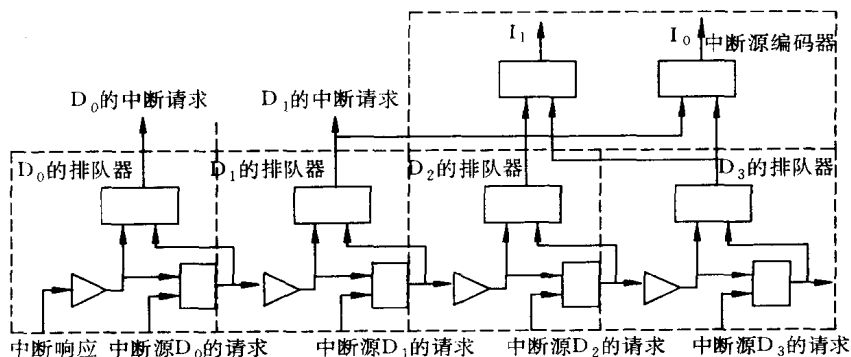 I₁
I₀
中断源编码器
D₀的中断请求
D₁的中断请求
D₀的排队器
D₁的排队器
D₂的排队器
D₃的排队器
中断响应
中断源D₀的请求
中断源D₁的请求
中断源D₂的请求
中断源D₃的请求